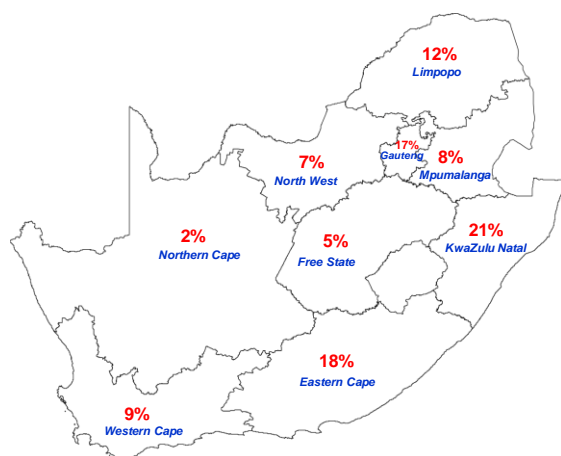 12%
Limpopo
17%
Gauteng
8%
Mpumalanga
7%
North West
21%
KwaZulu Natal
2%
Northern Cape
5%
Free State
18%
Eastern Cape
9%
Western Cape